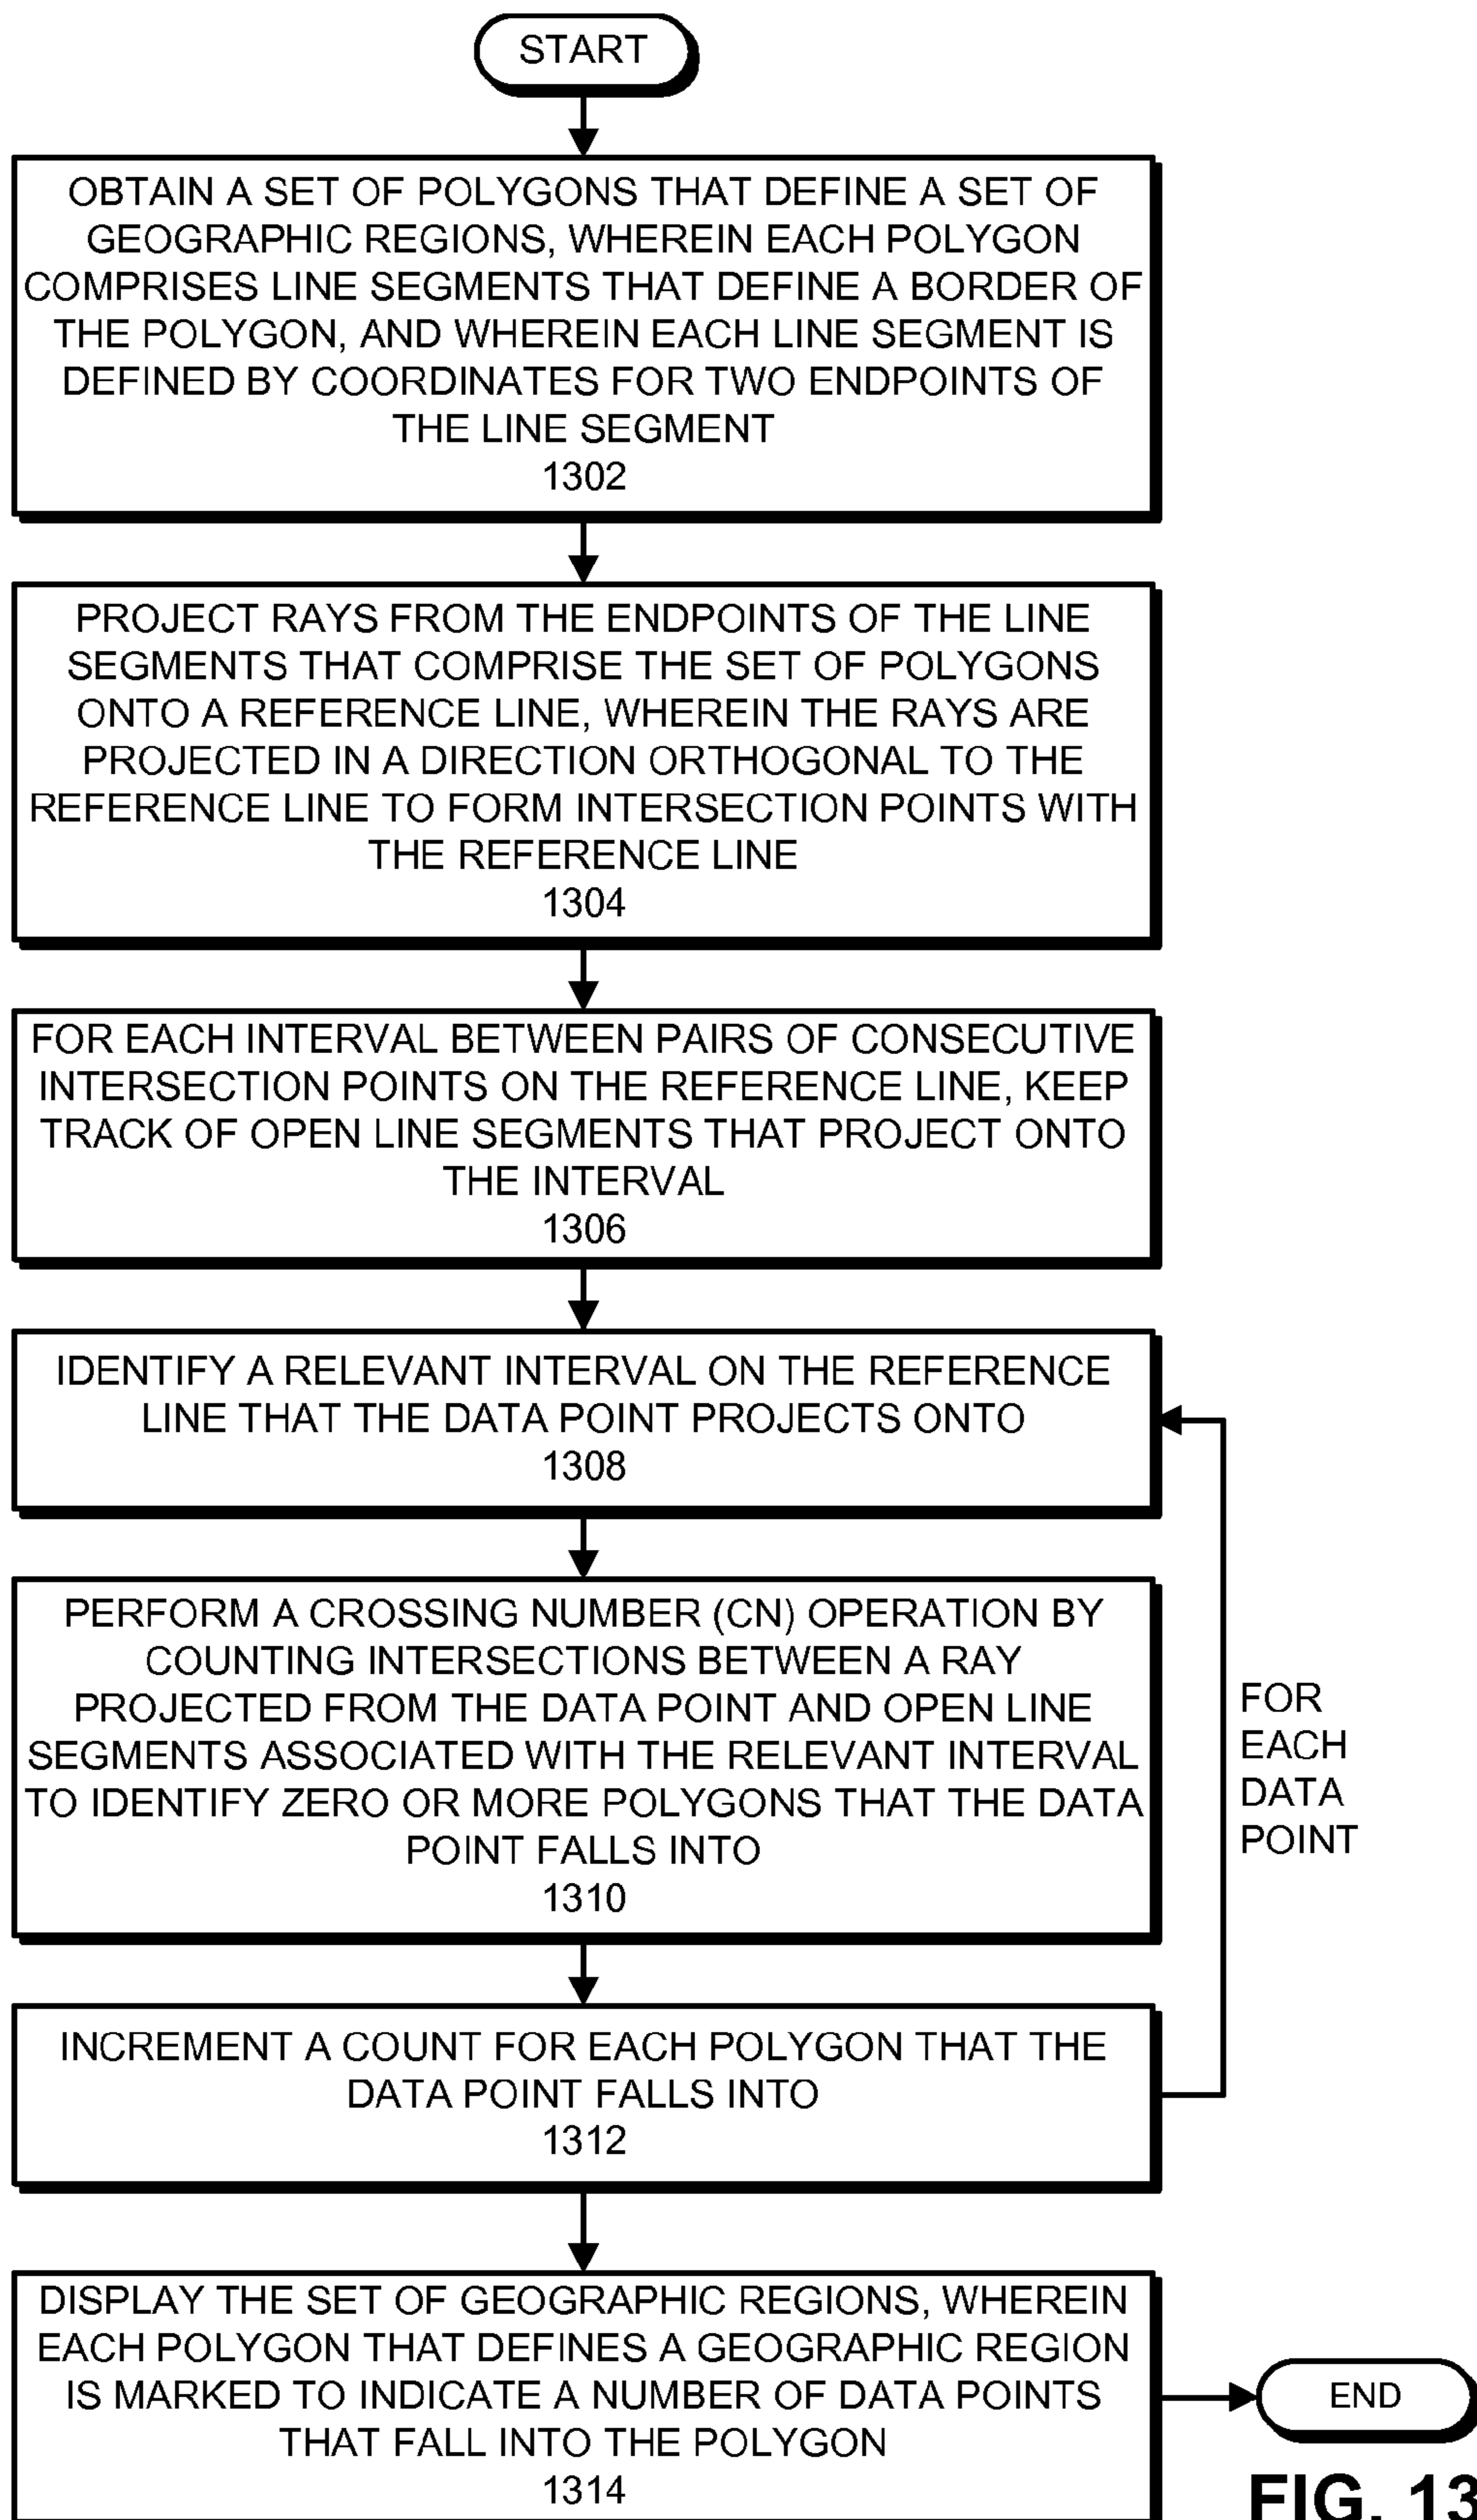 START
OBTAIN A SET OF POLYGONS THAT DEFINE A SET OF
GEOGRAPHIC REGIONS, WHEREIN EACH POLYGON
COMPRISES LINE SEGMENTS THAT DEFINE A BORDER OF
THE POLYGON, AND WHEREIN EACH LINE SEGMENT IS
DEFINED BY COORDINATES FOR TWO ENDPOINTS OF
THE LINE SEGMENT
1302
PROJECT RAYS FROM THE ENDPOINTS OF THE LINE
SEGMENTS THAT COMPRISE THE SET OF POLYGONS
ONTO A REFERENCE LINE, WHEREIN THE RAYS ARE
PROJECTED IN A DIRECTION ORTHOGONAL TO THE
REFERENCE LINE TO FORM INTERSECTION POINTS WITH
THE REFERENCE LINE
1304
FOR EACH INTERVAL BETWEEN PAIRS OF CONSECUTIVE
INTERSECTION POINTS ON THE REFERENCE LINE, KEEP
TRACK OF OPEN LINE SEGMENTS THAT PROJECT ONTO
THE INTERVAL
1306
IDENTIFY A RELEVANT INTERVAL ON THE REFERENCE
LINE THAT THE DATA POINT PROJECTS ONTO
1308
PERFORM A CROSSING NUMBER (CN) OPERATION BY
COUNTING INTERSECTIONS BETWEEN A RAY
PROJECTED FROM THE DATA POINT AND OPEN LINE
SEGMENTS ASSOCIATED WITH THE RELEVANT INTERVAL
TO IDENTIFY ZERO OR MORE POLYGONS THAT THE DATA
POINT FALLS INTO
1310
FOR
EACH
DATA
POINT
INCREMENT A COUNT FOR EACH POLYGON THAT THE
DATA POINT FALLS INTO
1312
DISPLAY THE SET OF GEOGRAPHIC REGIONS, WHEREIN
EACH POLYGON THAT DEFINES A GEOGRAPHIC REGION
IS MARKED TO INDICATE A NUMBER OF DATA POINTS
THAT FALL INTO THE POLYGON
1314
END
FIG. 13